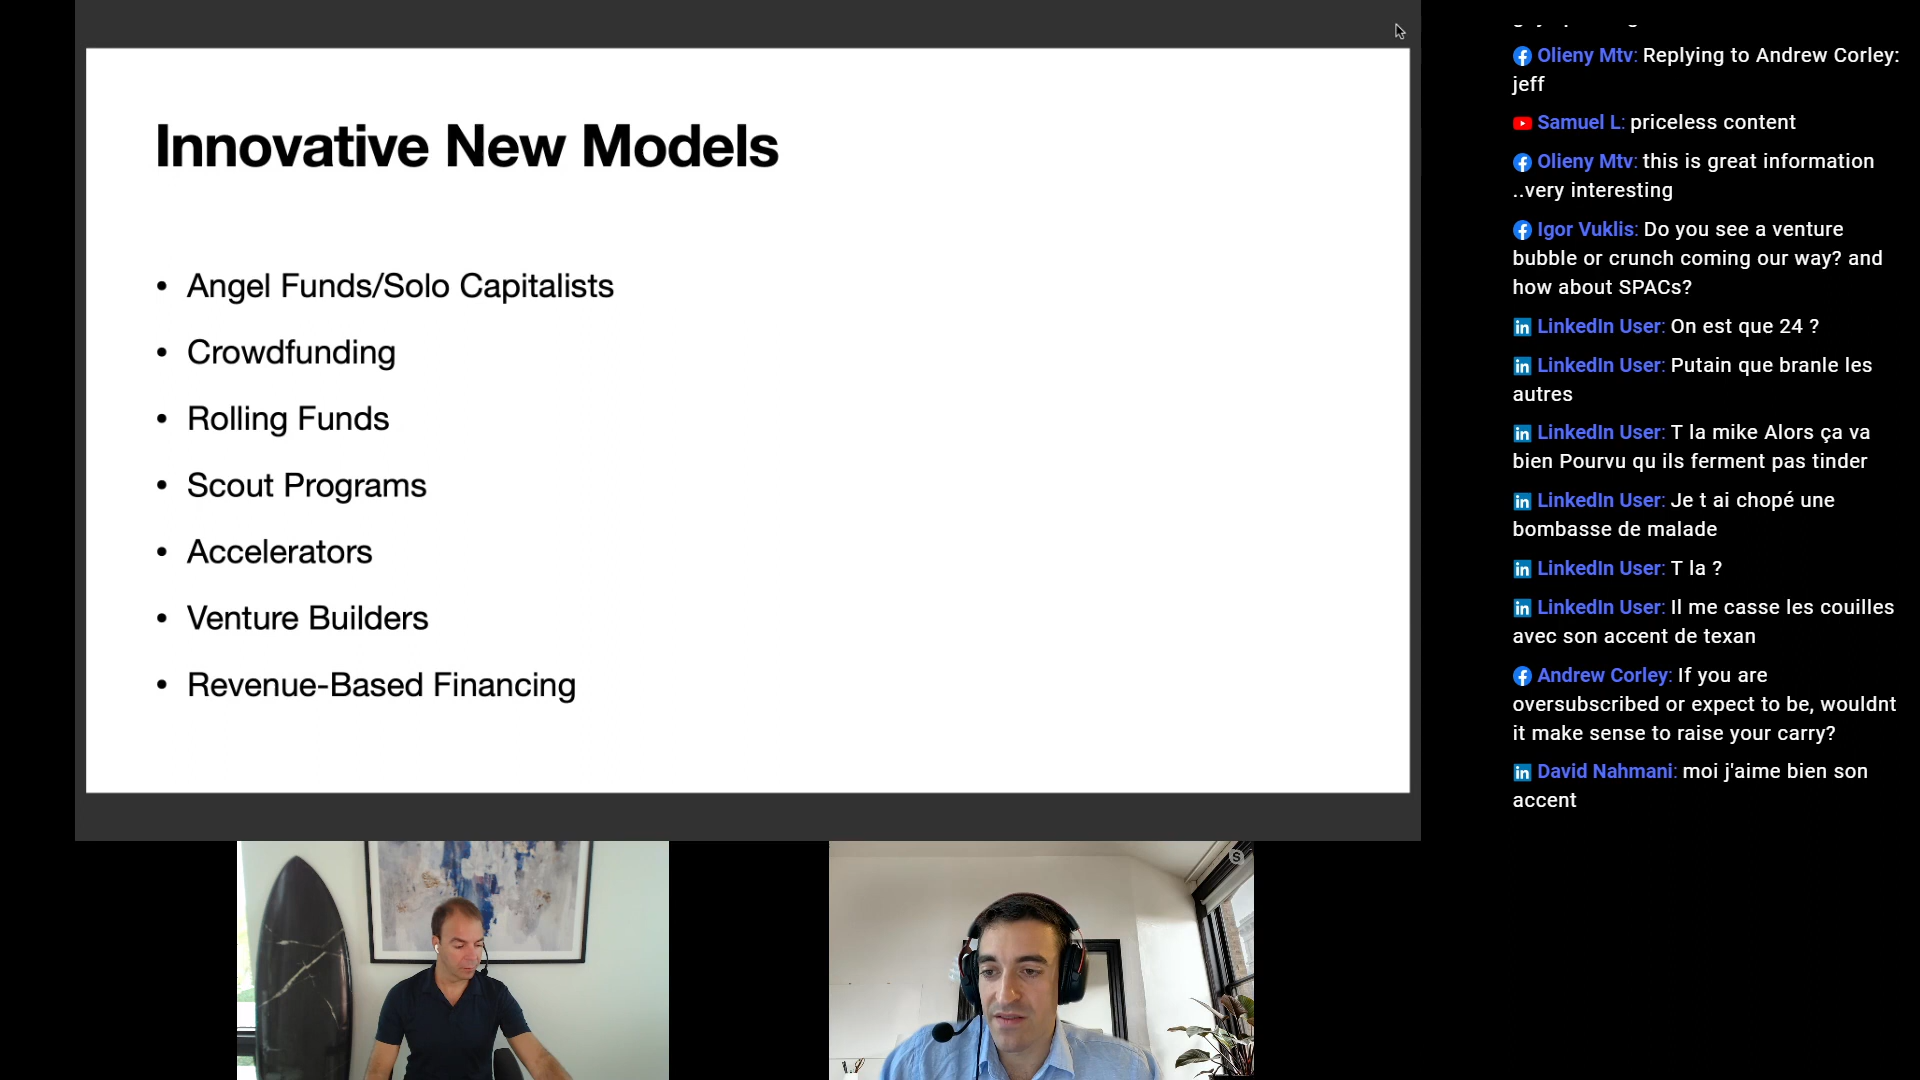 Innovative New Models
• Angel Funds/Solo Capitalists
• Crowdfunding
• Rolling Funds
• Scout Programs
• Accelerators
• Venture Builders
• Revenue-Based Financing
Olieny Mtv: Replying to Andrew Corley:
jeff
Samuel L: priceless content
Olieny Mtv: this is great information
..very interesting
Igor Vuklis: Do you see a venture
bubble or crunch coming our way? and
how about SPACs?
LinkedIn User: On est que 24 ?
LinkedIn User: Putain que branle les
autres
LinkedIn User: T la mike Alors ça va
bien Pourvu qu ils ferment pas tinder
LinkedIn User: Je t ai chopé une
bombasse de malade
LinkedIn User: T la ?
LinkedIn User: Il me casse les couilles
avec son accent de texan
Andrew Corley: If you are
oversubscribed or expect to be, wouldnt
it make sense to raise your carry?
David Nahmani: moi j'aime bien son
accent